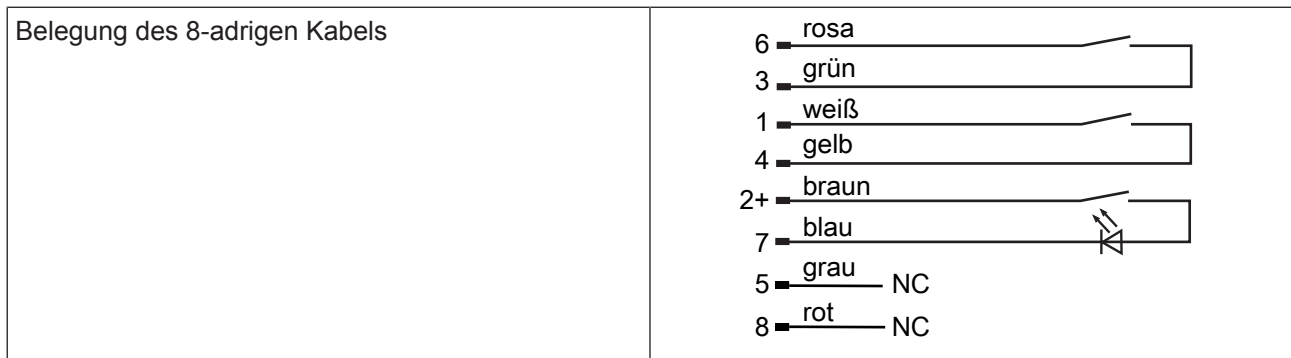 Belegung des 8-adrigen Kabels
6 rosa
3 grün
1 weiß
4 gelb
2+ braun
7 blau
5 grau NC
8 rot NC